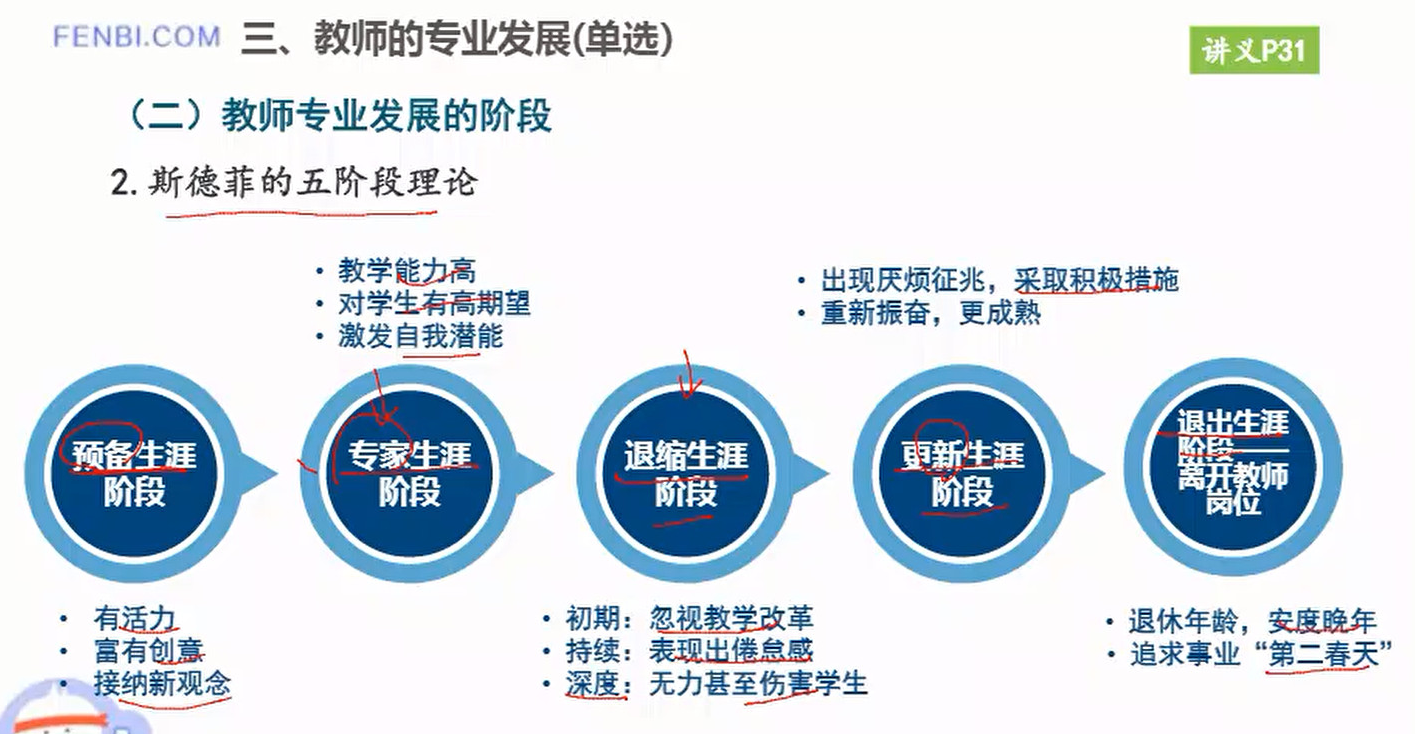 FENBI.COM 三、教师的专业发展(单选)
讲义P31
（二）教师专业发展的阶段
2. 斯德菲的五阶段理论
• 教学能力高
• 对学生有高期望
• 激发自我潜能
• 出现厌烦征兆，采取积极措施
• 重新振奋，更成熟
预备生涯
阶段
专家生涯
阶段
退缩生涯
阶段
更新生涯
阶段
退出生涯
阶段——
离开教师
岗位
• 有活力
• 富有创意
• 接纳新观念
• 初期：忽视教学改革
• 持续：表现出倦怠感
• 深度：无力甚至伤害学生
• 退休年龄，安度晚年
• 追求事业“第二春天”